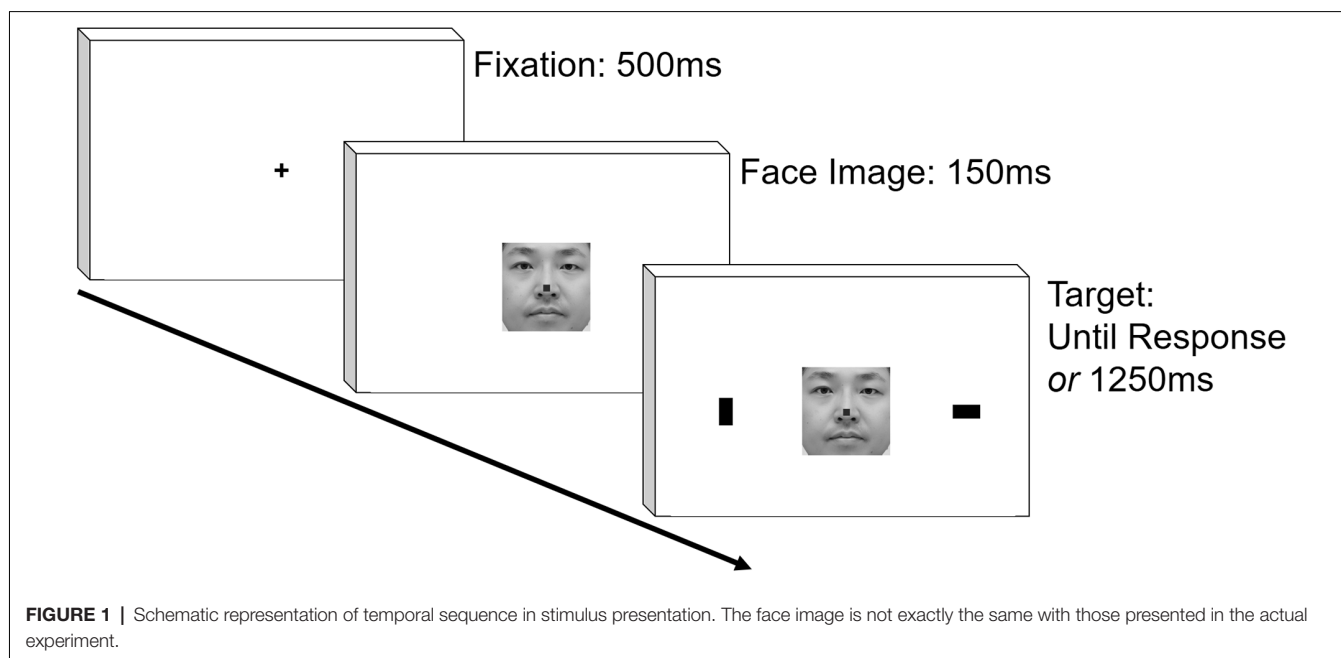 Fixation: 500ms
Face Image: 150ms
Target:
Until Response
or 1250ms
FIGURE 1 | Schematic representation of temporal sequence in stimulus presentation. The face image is not exactly the same with those presented in the actual
experiment.